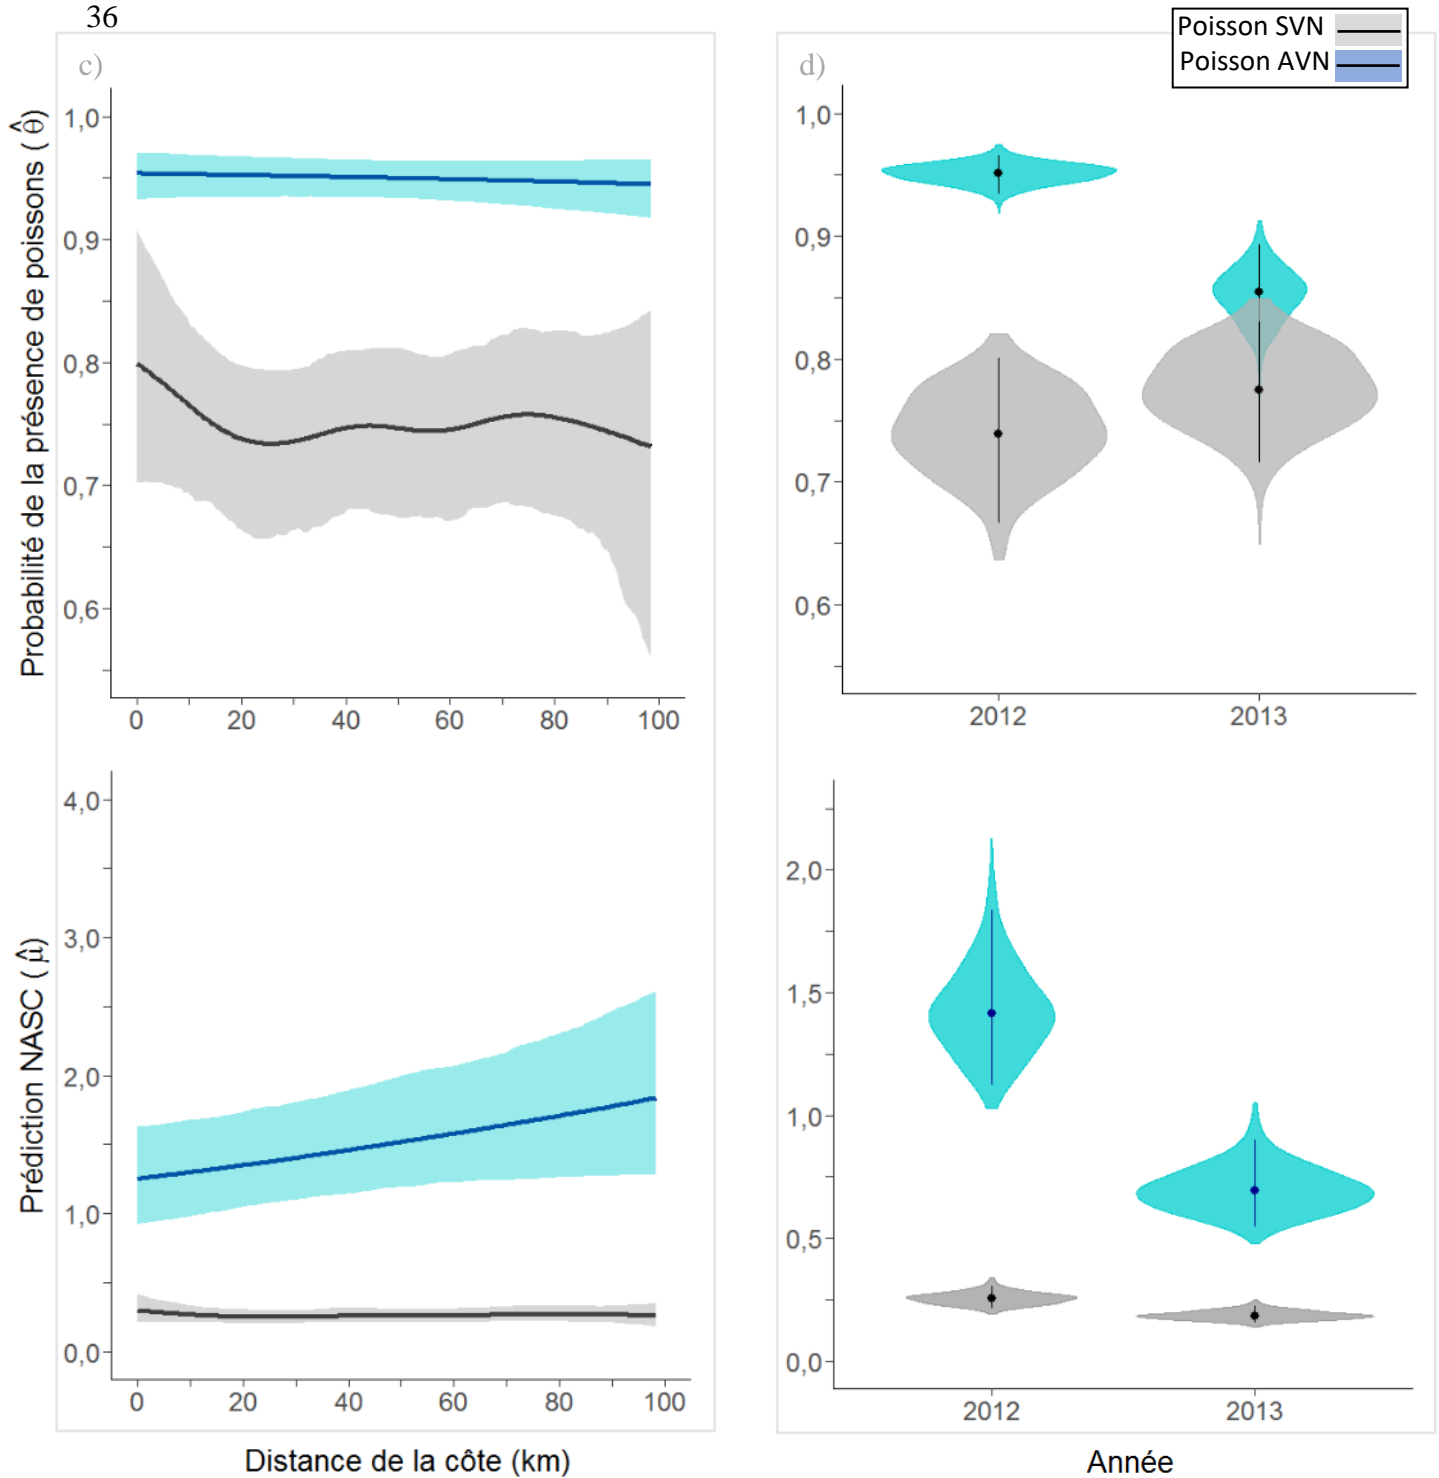 36
Poisson SVN
Poisson AVN
c)
d)
Probabilité de la présence de poissons ( θ̂)
1,0
0,9
0,8
0,7
0,6
0 20 40 60 80 100
1,0
0,9
0,8
0,7
0,6
2012 2013
Prédiction NASC ( μ̂)
4,0
3,0
2,0
1,0
0,0
0 20 40 60 80 100
Distance de la côte (km)
2,0
1,5
1,0
0,5
0,0
2012 2013
Année